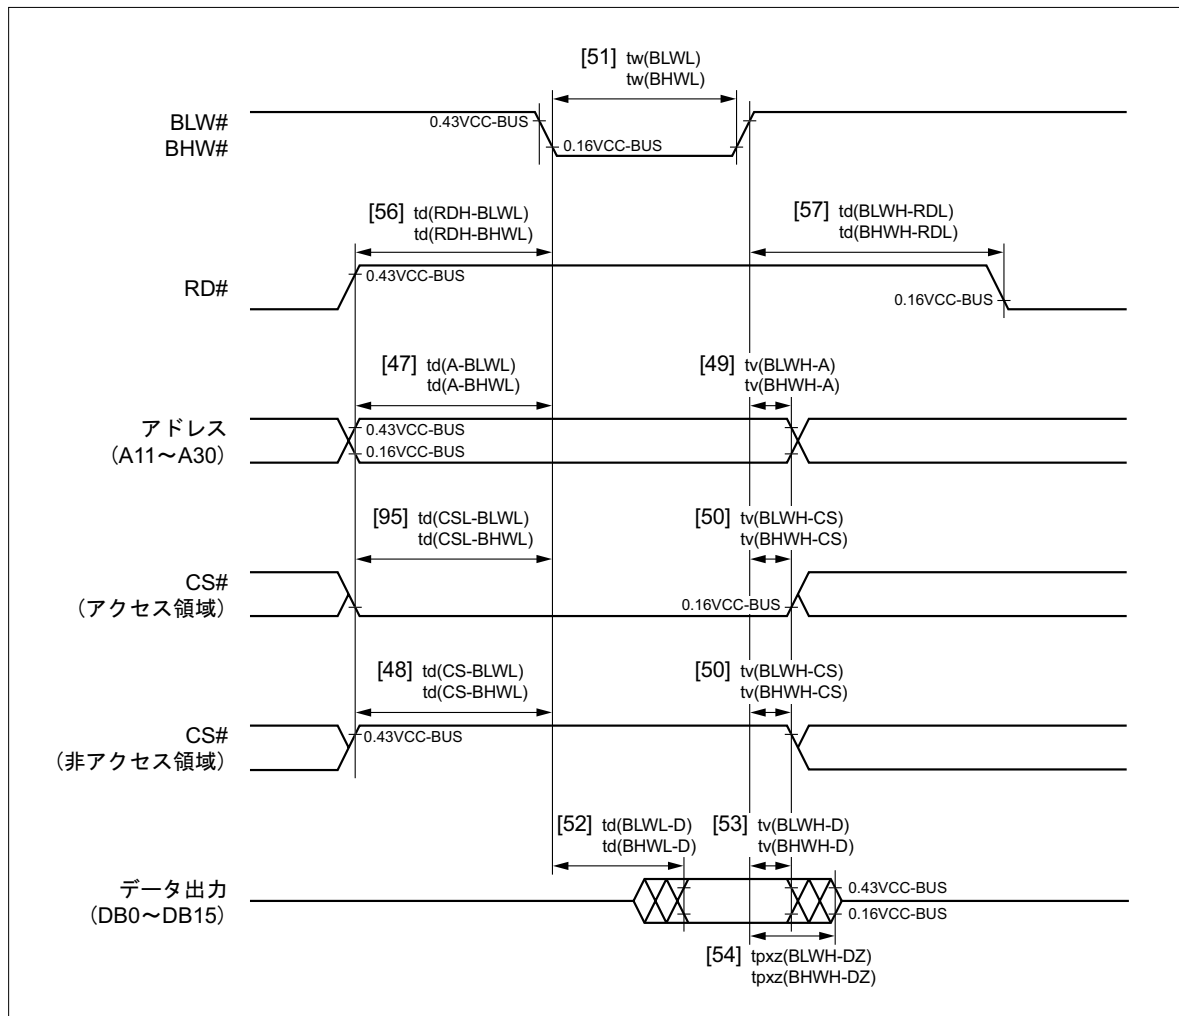 [51] tw(BLWL)
tw(BHWL)
BLW#
BHW#
0.43VCC-BUS
0.16VCC-BUS
[56] td(RDH-BLWL)
td(RDH-BHWL)
[57] td(BLWH-RDL)
td(BHWH-RDL)
RD#
0.43VCC-BUS
0.16VCC-BUS
[47] td(A-BLWL)
td(A-BHWL)
[49] tv(BLWH-A)
tv(BHWH-A)
アドレス
（A11～A30）
0.43VCC-BUS
0.16VCC-BUS
[95] td(CSL-BLWL)
td(CSL-BHWL)
[50] tv(BLWH-CS)
tv(BHWH-CS)
CS#
（アクセス領域）
0.16VCC-BUS
[48] td(CS-BLWL)
td(CS-BHWL)
[50] tv(BLWH-CS)
tv(BHWH-CS)
CS#
（非アクセス領域）
0.43VCC-BUS
[52] td(BLWL-D)
td(BHWL-D)
[53] tv(BLWH-D)
tv(BHWH-D)
データ出力
（DB0～DB15）
0.43VCC-BUS
0.16VCC-BUS
[54] tpxz(BLWH-DZ)
tpxz(BHWH-DZ)